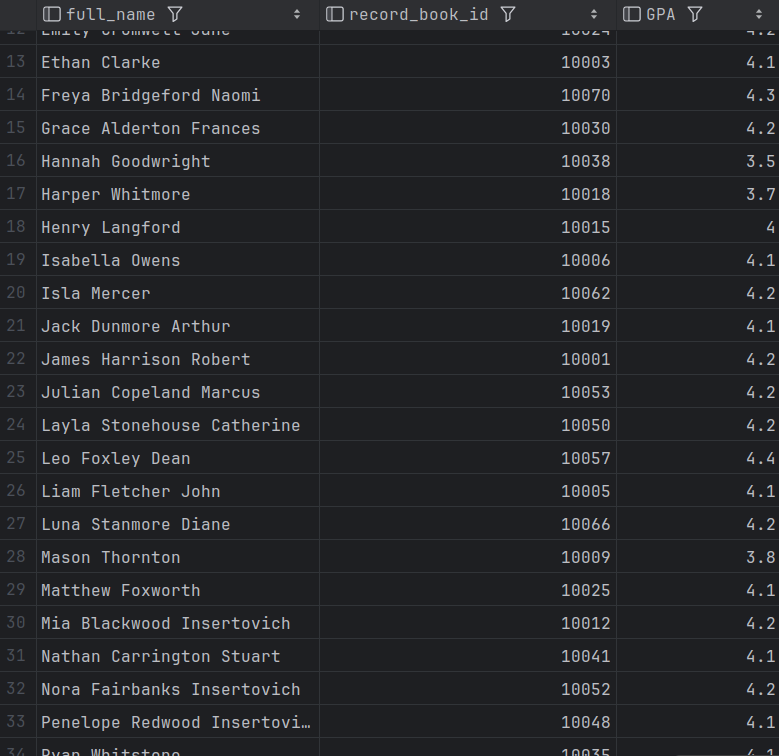 full_name record_book_id GPA
12 Emily Cromwell Jane 10024 4.2
13 Ethan Clarke 10003 4.1
14 Freya Bridgeford Naomi 10070 4.3
15 Grace Alderton Frances 10030 4.2
16 Hannah Goodwright 10038 3.5
17 Harper Whitmore 10018 3.7
18 Henry Langford 10015 4
19 Isabella Owens 10006 4.1
20 Isla Mercer 10062 4.2
21 Jack Dunmore Arthur 10019 4.1
22 James Harrison Robert 10001 4.2
23 Julian Copeland Marcus 10053 4.2
24 Layla Stonehouse Catherine 10050 4.2
25 Leo Foxley Dean 10057 4.4
26 Liam Fletcher John 10005 4.1
27 Luna Stanmore Diane 10066 4.2
28 Mason Thornton 10009 3.8
29 Matthew Foxworth 10025 4.1
30 Mia Blackwood Insertovich 10012 4.2
31 Nathan Carrington Stuart 10041 4.1
32 Nora Fairbanks Insertovich 10052 4.2
33 Penelope Redwood Insertovi… 10048 4.1
34 Ryan Whitstone 10035 4.1